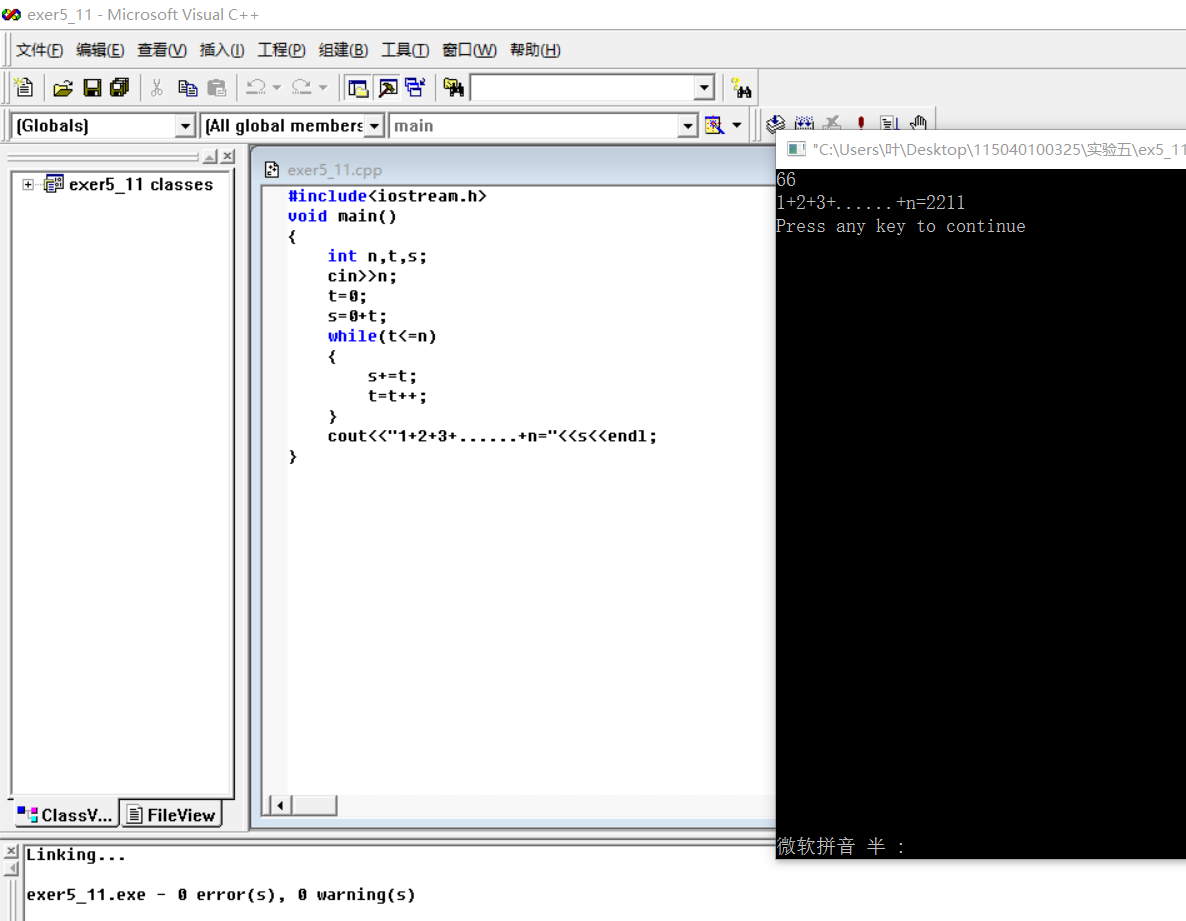 exer5_11 - Microsoft Visual C++
文件(F) 编辑(E) 查看(V) 插入(I) 工程(P) 组建(B) 工具(T) 窗口(W) 帮助(H)
(Globals) (All global members main
"C:\Users\叶\Desktop\115040100325\实验五\ex5_11
exer5_11 classes
exer5_11.cpp
#include<iostream.h>
void main()
{
int n,t,s;
cin>>n;
t=0;
s=0+t;
while(t<=n)
{
s+=t;
t=t++;
}
cout<<"1+2+3+......+n="<<s<<endl;
}
66
1+2+3+......+n=2211
Press any key to continue
微软拼音 半 :
ClassV... FileView
Linking...
exer5_11.exe - 0 error(s), 0 warning(s)